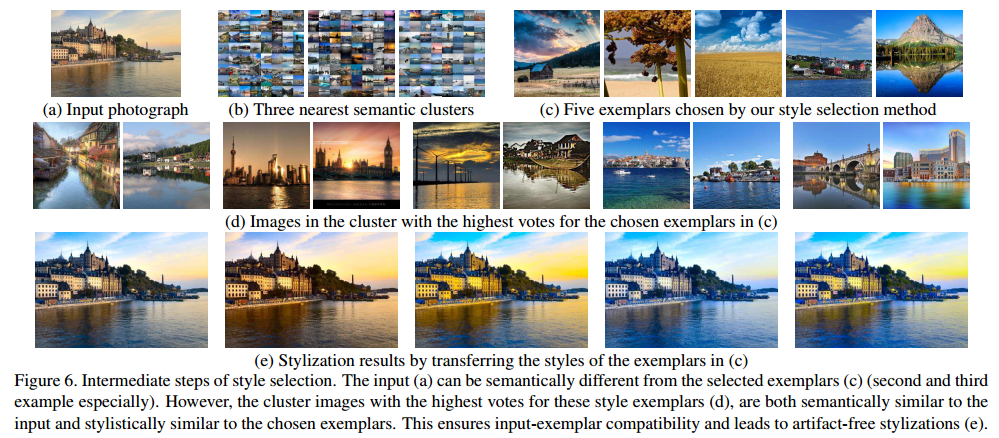 (a) Input photograph
(b) Three nearest semantic clusters
(c) Five exemplars chosen by our style selection method
(d) Images in the cluster with the highest votes for the chosen exemplars in (c)
(e) Stylization results by transferring the styles of the exemplars in (c)
Figure 6. Intermediate steps of style selection. The input (a) can be semantically different from the selected exemplars (c) (second and third
example especially). However, the cluster images with the highest votes for these style exemplars (d), are both semantically similar to the
input and stylistically similar to the chosen exemplars. This ensures input-exemplar compatibility and leads to artifact-free stylizations (e).